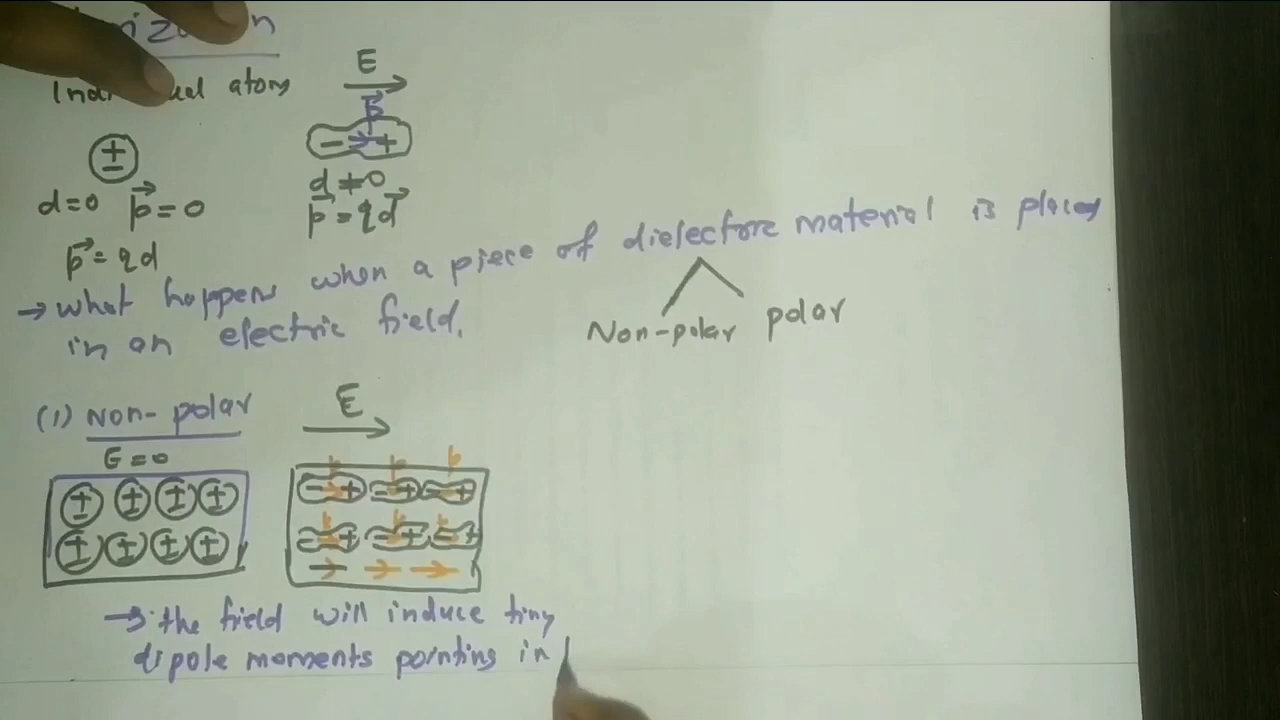 atom
E
±
p
- +
d=0 p=0
d≠0
p=qd
p=qd
→ what happens when a piece of dielectric material is placed
in an electric field.
Non-polar polar
(1) Non-polar
E
E=0
p p p
± ± ± ±
- + - + - +
p p p
± ± ± ±
- + - + - +
→ the field will induce tiny
dipole moments pointing in